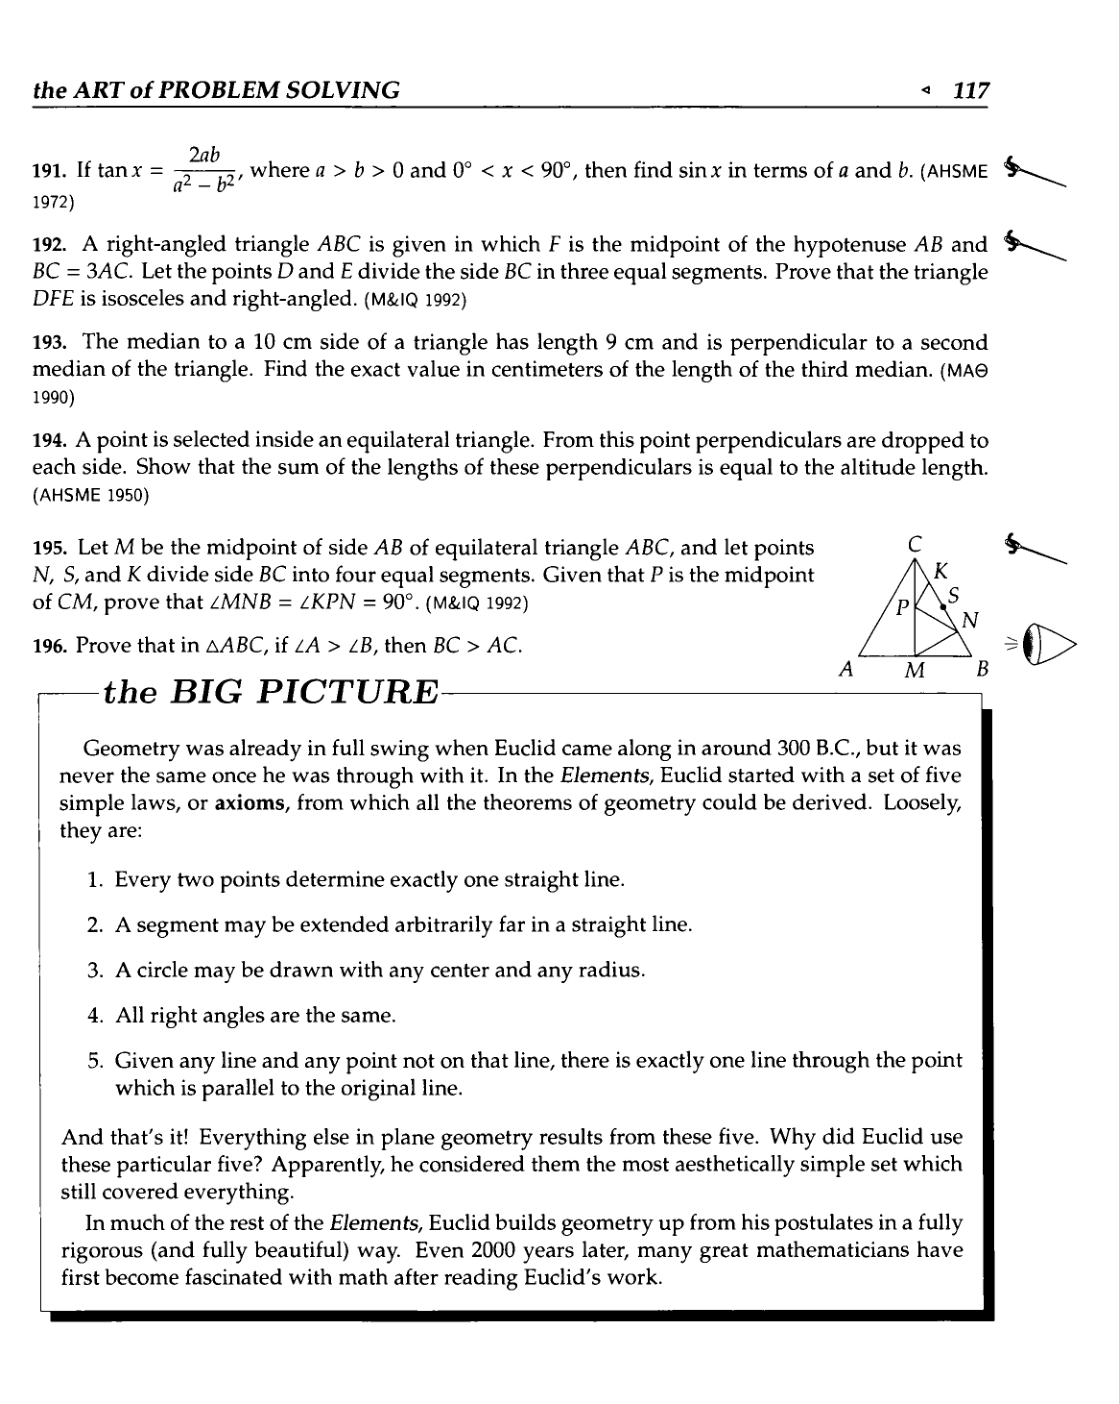 the ART of PROBLEM SOLVING ◃ 117
191. If tan x = 2ab / (a² − b²), where a > b > 0 and 0° < x < 90°, then find sin x in terms of a and b. (AHSME
1972)
192. A right-angled triangle ABC is given in which F is the midpoint of the hypotenuse AB and
BC = 3AC. Let the points D and E divide the side BC in three equal segments. Prove that the triangle
DFE is isosceles and right-angled. (M&IQ 1992)
193. The median to a 10 cm side of a triangle has length 9 cm and is perpendicular to a second
median of the triangle. Find the exact value in centimeters of the length of the third median. (MAΘ
1990)
194. A point is selected inside an equilateral triangle. From this point perpendiculars are dropped to
each side. Show that the sum of the lengths of these perpendiculars is equal to the altitude length.
(AHSME 1950)
195. Let M be the midpoint of side AB of equilateral triangle ABC, and let points
N, S, and K divide side BC into four equal segments. Given that P is the midpoint
of CM, prove that ∠MNB = ∠KPN = 90°. (M&IQ 1992)
196. Prove that in △ABC, if ∠A > ∠B, then BC > AC.
C
K
S
P
N
A M B
the BIG PICTURE
Geometry was already in full swing when Euclid came along in around 300 B.C., but it was
never the same once he was through with it. In the Elements, Euclid started with a set of five
simple laws, or axioms, from which all the theorems of geometry could be derived. Loosely,
they are:
1. Every two points determine exactly one straight line.
2. A segment may be extended arbitrarily far in a straight line.
3. A circle may be drawn with any center and any radius.
4. All right angles are the same.
5. Given any line and any point not on that line, there is exactly one line through the point
which is parallel to the original line.
And that's it! Everything else in plane geometry results from these five. Why did Euclid use
these particular five? Apparently, he considered them the most aesthetically simple set which
still covered everything.
In much of the rest of the Elements, Euclid builds geometry up from his postulates in a fully
rigorous (and fully beautiful) way. Even 2000 years later, many great mathematicians have
first become fascinated with math after reading Euclid's work.